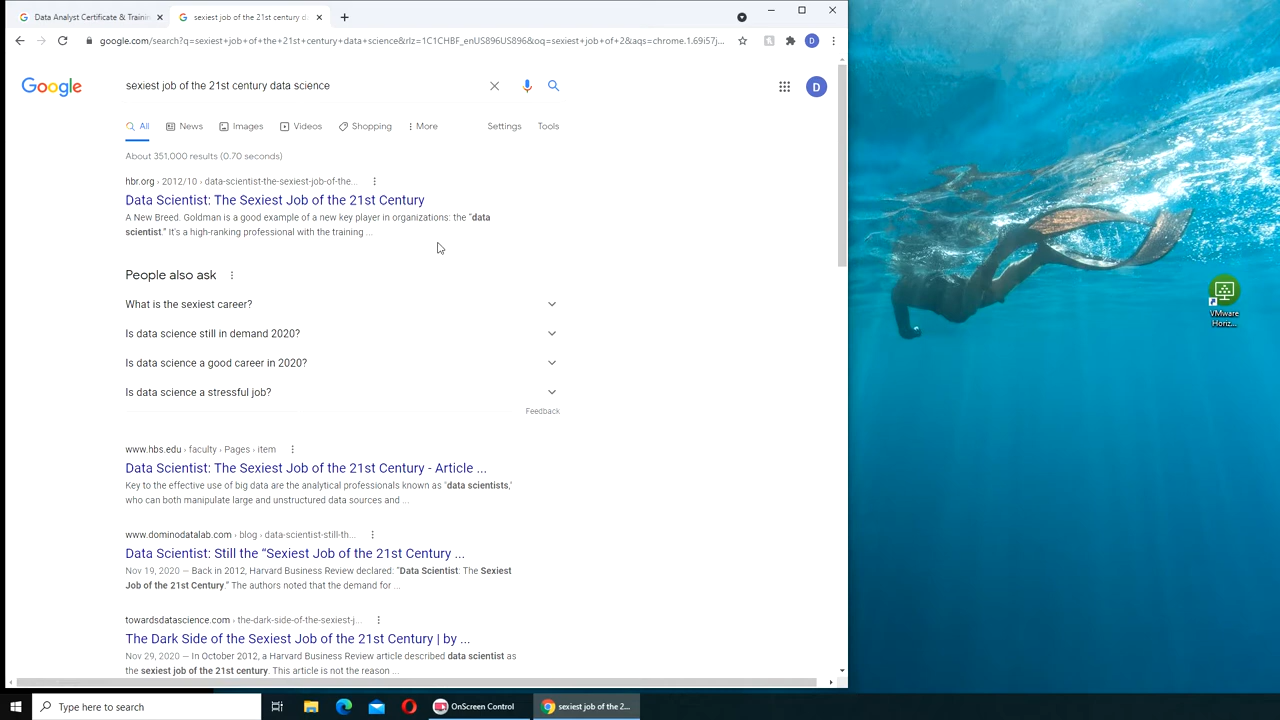 Data Analyst Certificate & Trainin
sexiest job of the 21st century d
google.com/search?q=sexiest+job+of+the+21st+century+data+science&rlz=1C1CHBF_enUS896US896&oq=sexiest+job+of+2&aqs=chrome.1.69i57j...
D
Google
sexiest job of the 21st century data science
D
All News Images Videos Shopping More Settings Tools
About 351,000 results (0.70 seconds)
hbr.org › 2012/10 › data-scientist-the-sexiest-job-of-the...
Data Scientist: The Sexiest Job of the 21st Century
A New Breed. Goldman is a good example of a new key player in organizations: the "data
scientist." It's a high-ranking professional with the training ...
People also ask
What is the sexiest career?
Is data science still in demand 2020?
Is data science a good career in 2020?
Is data science a stressful job?
Feedback
www.hbs.edu › faculty › Pages › item
Data Scientist: The Sexiest Job of the 21st Century - Article ...
Key to the effective use of big data are the analytical professionals known as "data scientists,"
who can both manipulate large and unstructured data sources and ...
www.dominodatalab.com › blog › data-scientist-still-th...
Data Scientist: Still the “Sexiest Job of the 21st Century ...
Nov 19, 2020 — Back in 2012, Harvard Business Review declared: "Data Scientist: The Sexiest
Job of the 21st Century." The authors noted that the demand for ...
towardsdatascience.com › the-dark-side-of-the-sexiest-j...
The Dark Side of the Sexiest Job of the 21st Century | by ...
Nov 29, 2020 — In October 2012, a Harvard Business Review article described data scientist as
the sexiest job of the 21st century. This article is not the reason ...
VMware
Horiz...
Type here to search
OnScreen Control
sexiest job of the 2...